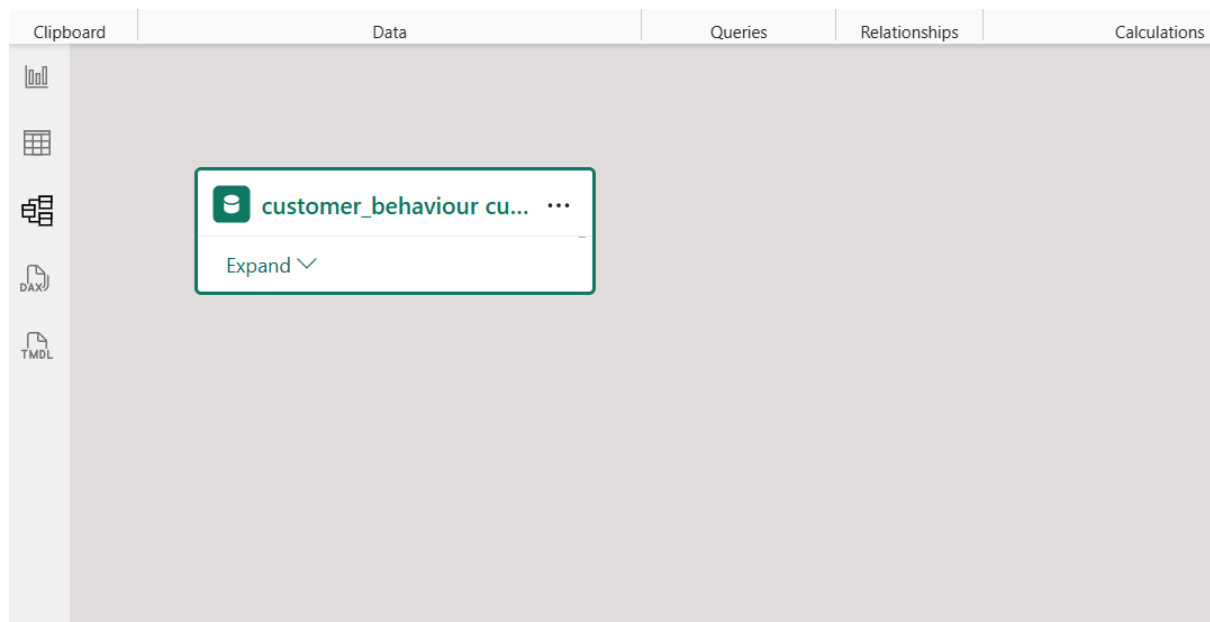 Clipboard Data Queries Relationships Calculations
customer_behaviour cu... ...
Expand
DAX
TMDL